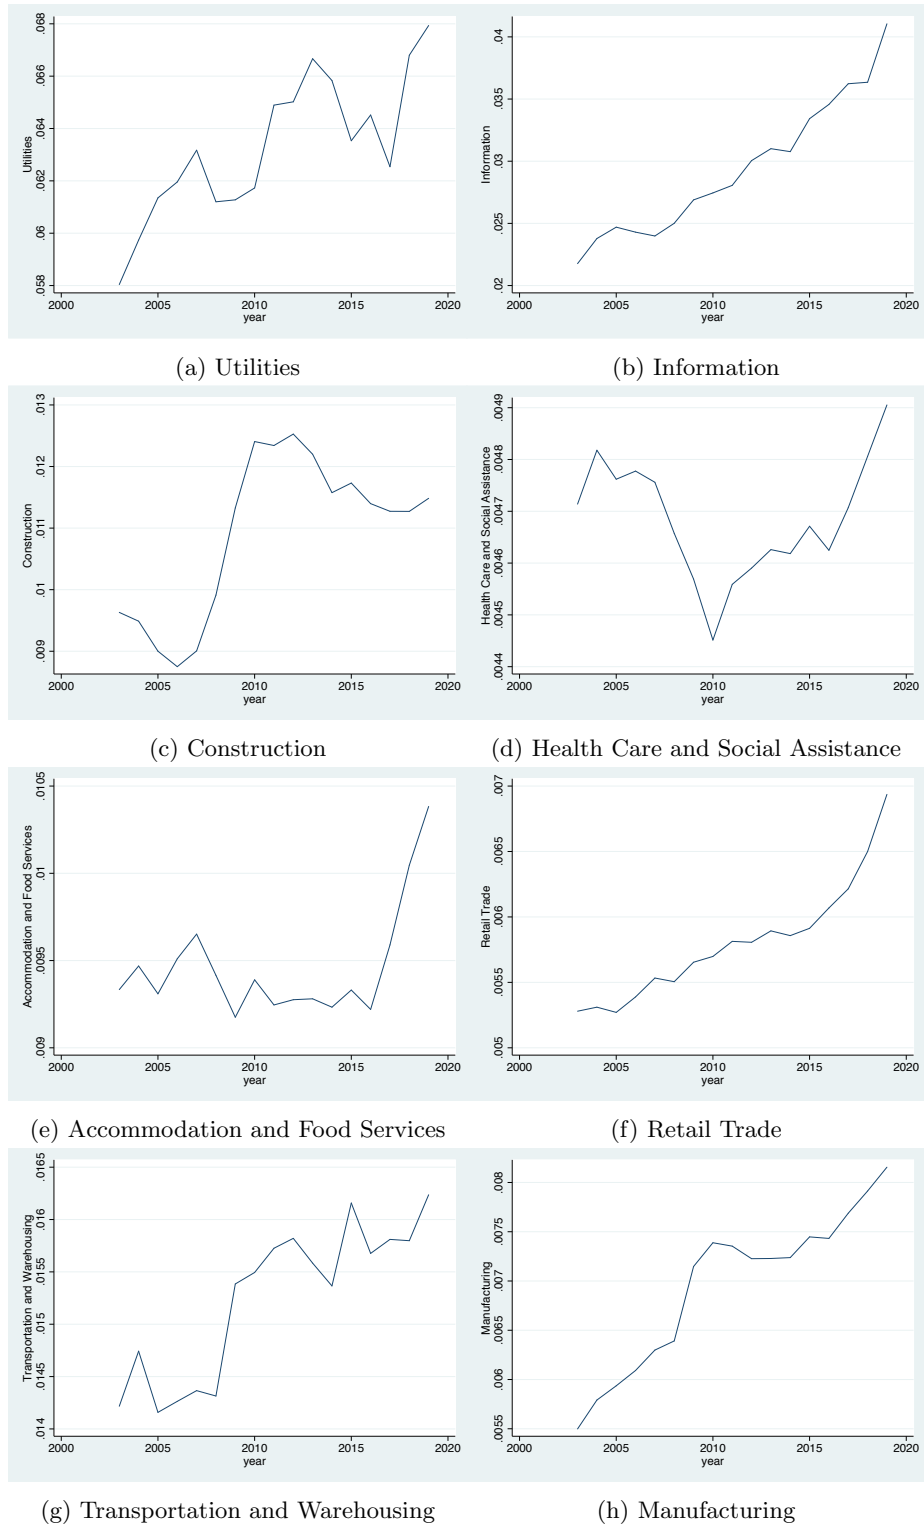 .068
.066
.064
.062
.06
.058
Utilities
2000 2005 2010 2015 2020
year
(a) Utilities
.04
.035
.03
.025
.02
Information
2000 2005 2010 2015 2020
year
(b) Information
.013
.012
.011
.01
.009
Construction
2000 2005 2010 2015 2020
year
(c) Construction
.0049
.0048
.0047
.0046
.0045
.0044
Health Care and Social Assistance
2000 2005 2010 2015 2020
year
(d) Health Care and Social Assistance
.0105
.01
.0095
.009
Accommodation and Food Services
2000 2005 2010 2015 2020
year
(e) Accommodation and Food Services
.007
.0065
.006
.0055
.005
Retail Trade
2000 2005 2010 2015 2020
year
(f) Retail Trade
.0165
.016
.0155
.015
.0145
.014
Transportation and Warehousing
2000 2005 2010 2015 2020
year
(g) Transportation and Warehousing
.008
.0075
.007
.0065
.006
.0055
Manufacturing
2000 2005 2010 2015 2020
year
(h) Manufacturing